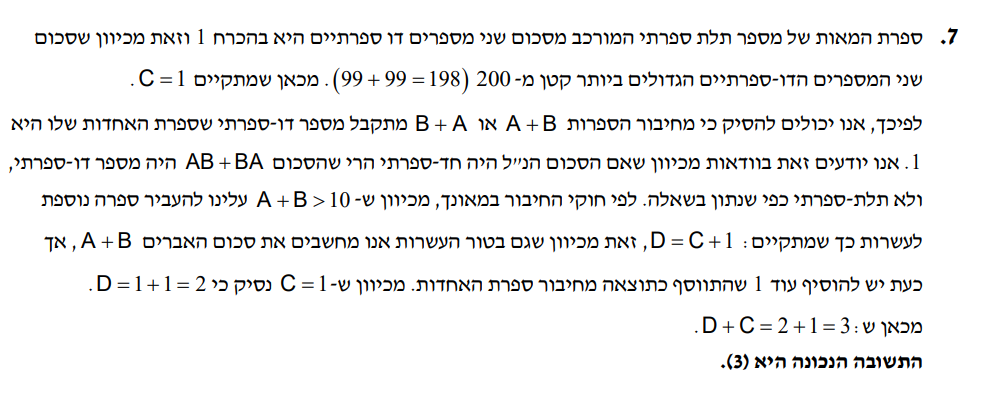 7. ספרת המאות של מספר תלת ספרתי המורכב מסכום שני מספרים דו ספרתיים היא בהכרח 1 וזאת מכיוון שסכום
שני המספרים הדו-ספרתיים הגדולים ביותר קטן מ- 200 (99+99=198). מכאן שמתקיים C=1.
לפיכך, אנו יכולים להסיק כי מחיבור הספרות A+B או B+A מתקבל מספר דו-ספרתי שספרת האחדות שלו היא
1. אנו יודעים זאת בוודאות מכיוון שאם הסכום הנ״ל היה חד-ספרתי הרי שהסכום AB+BA היה מספר דו-ספרתי,
ולא תלת-ספרתי כפי שנתון בשאלה. לפי חוקי החיבור במאונך, מכיוון ש- A+B>10 עלינו להעביר ספרה נוספת
לעשרות כך שמתקיים: D=C+1, זאת מכיוון שגם בטור העשרות אנו מחשבים את סכום האברים A+B, אך
כעת יש להוסיף עוד 1 שהתווסף כתוצאה מחיבור ספרת האחדות. מכיוון ש- C=1 נסיק כי D=1+1=2.
מכאן ש: D+C=2+1=3.
התשובה הנכונה היא (3).